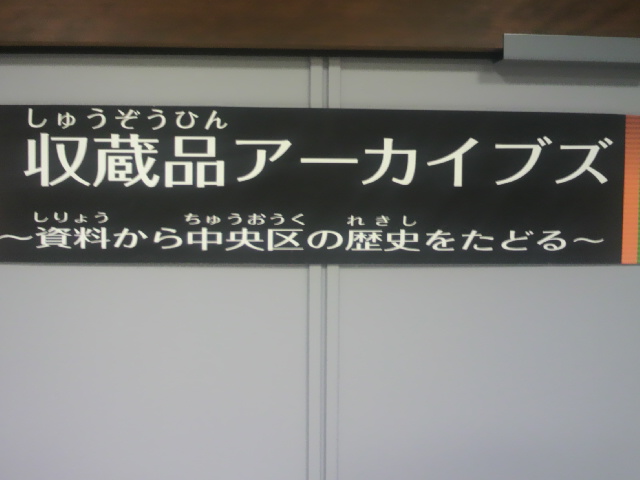 しゅうぞうひん
収蔵品アーカイブズ
しりょう ちゅうおうく れきし
～資料から中央区の歴史をたどる～